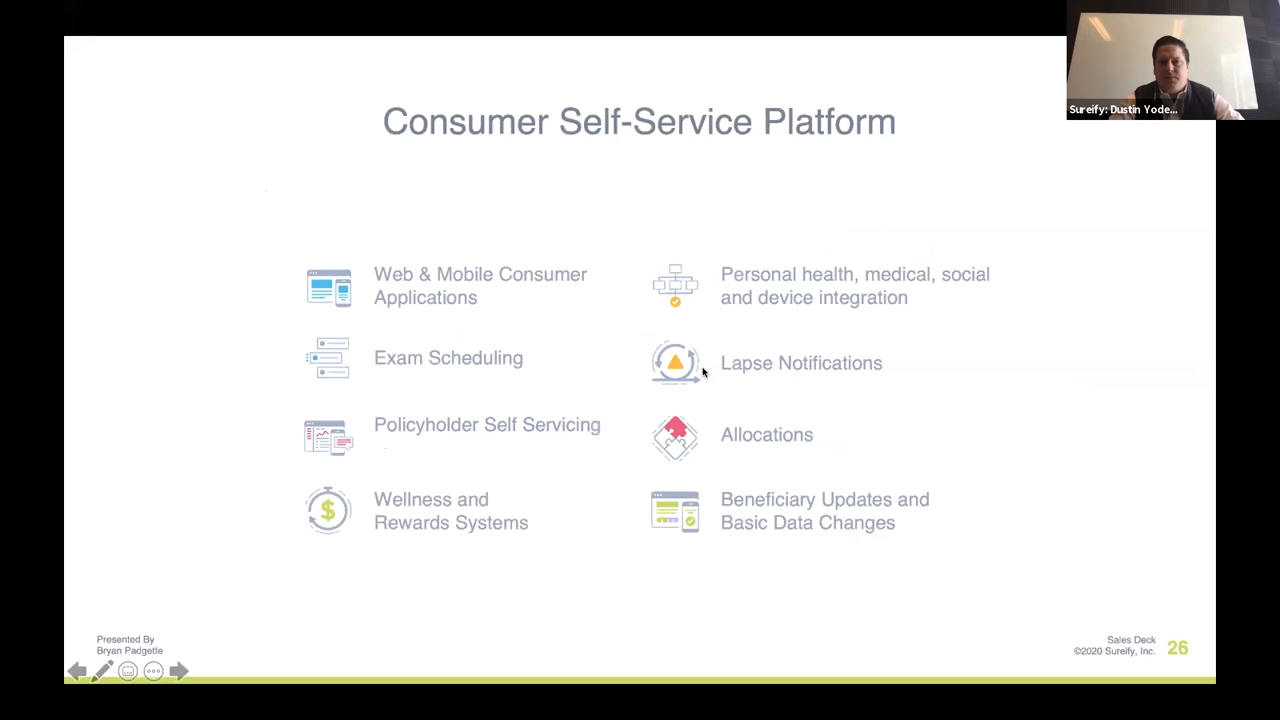 Sureify: Dustin Yode...
Consumer Self-Service Platform
Web & Mobile Consumer
Applications
Personal health, medical, social
and device integration
Exam Scheduling
Lapse Notifications
Policyholder Self Servicing
Allocations
Wellness and
Rewards Systems
Beneficiary Updates and
Basic Data Changes
Presented By
Bryan Padgette
Sales Deck
©2020 Sureify, Inc.
26